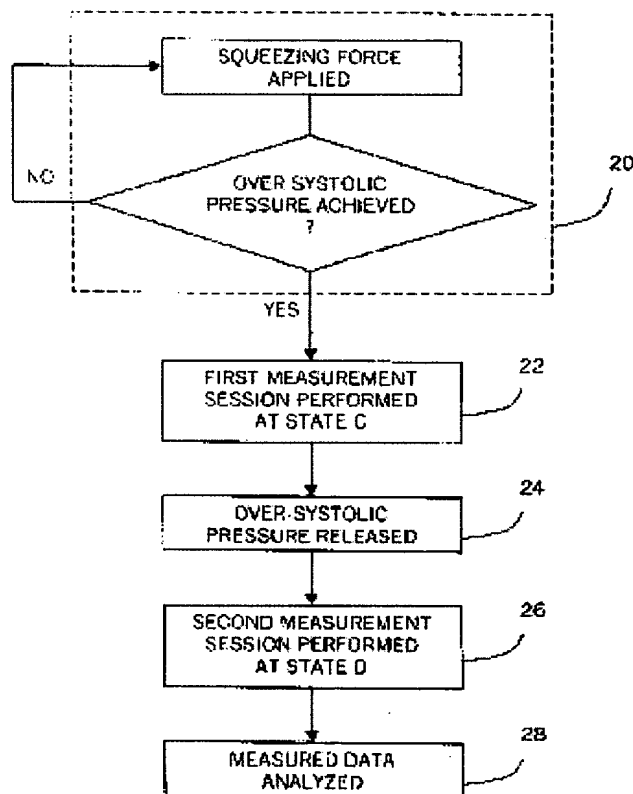 SQUEEZING FORCE
APPLIED
NO
20
OVER SYSTOLIC
PRESSURE ACHIEVED
?
YES
22
FIRST MEASUREMENT
SESSION PERFORMED
AT STATE C
24
OVER-SYSTOLIC
PRESSURE RELEASED
26
SECOND MEASUREMENT
SESSION PERFORMED
AT STATE D
28
MEASURED DATA
ANALYZED